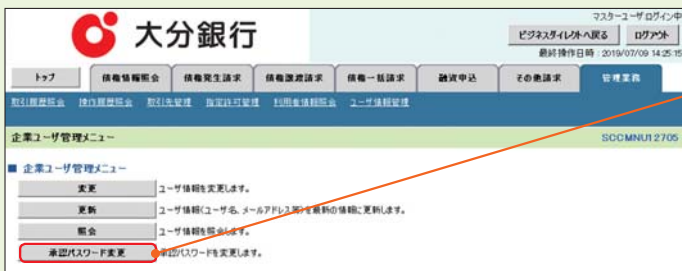 マスターユーザログイン中
大分銀行
ビジネスダイレクトへ戻る ログアウト
最終操作日時:2019/07/09 14:25:15
トップ 債権情報照会 債権発生請求 債権譲渡請求 債権一括請求 融資申込 その他請求 管理業務
取引履歴照会 操作履歴照会 取引先管理 指定許可管理 利用者情報照会 ユーザ情報管理
企業ユーザ管理メニュー SCCMNU12705
■ 企業ユーザ管理メニュー
変更 ユーザ情報を変更します。
更新 ユーザ情報(ユーザ名、メールアドレス等)を最新の情報に更新します。
照会 ユーザ情報を照会します。
承認パスワード変更 承認パスワードを変更します。